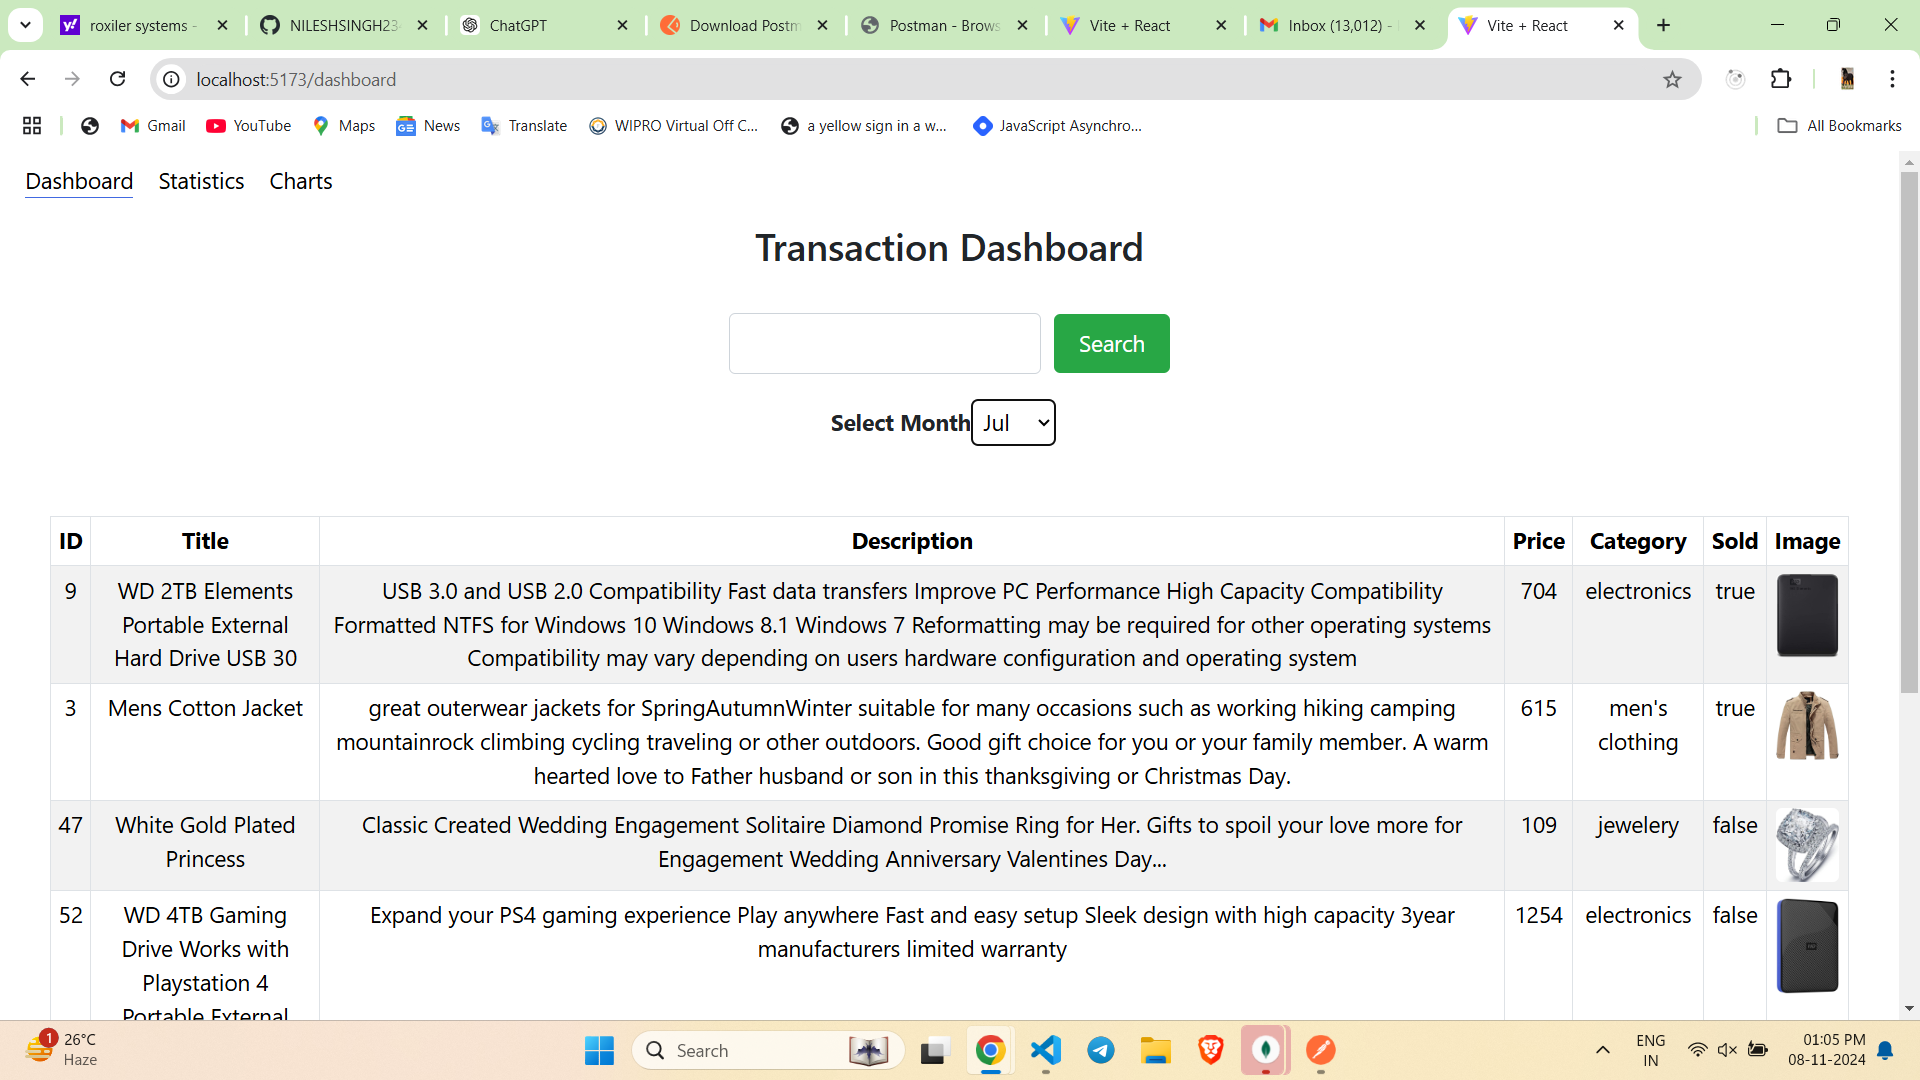 roxiler systems -
NILESHSINGH23
ChatGPT
Download Postm
Postman - Brows
Vite + React
Inbox (13,012) -
Vite + React
localhost:5173/dashboard
Gmail
YouTube
Maps
News
Translate
WIPRO Virtual Off C...
a yellow sign in a w...
JavaScript Asynchro...
All Bookmarks
Dashboard Statistics Charts
Transaction Dashboard
Search
Select Month Jul
ID Title Description Price Category Sold Image
9 WD 2TB Elements USB 3.0 and USB 2.0 Compatibility Fast data transfers Improve PC Performance High Capacity Compatibility 704 electronics true
Portable External Formatted NTFS for Windows 10 Windows 8.1 Windows 7 Reformatting may be required for other operating systems
Hard Drive USB 30 Compatibility may vary depending on users hardware configuration and operating system
3 Mens Cotton Jacket great outerwear jackets for SpringAutumnWinter suitable for many occasions such as working hiking camping 615 men's true
mountainrock climbing cycling traveling or other outdoors. Good gift choice for you or your family member. A warm clothing
hearted love to Father husband or son in this thanksgiving or Christmas Day.
47 White Gold Plated Classic Created Wedding Engagement Solitaire Diamond Promise Ring for Her. Gifts to spoil your love more for 109 jewelery false
Princess Engagement Wedding Anniversary Valentines Day...
52 WD 4TB Gaming Expand your PS4 gaming experience Play anywhere Fast and easy setup Sleek design with high capacity 3year 1254 electronics false
Drive Works with manufacturers limited warranty
Playstation 4
Portable External
1
26°C
Haze
Search
ENG
IN
01:05 PM
08-11-2024